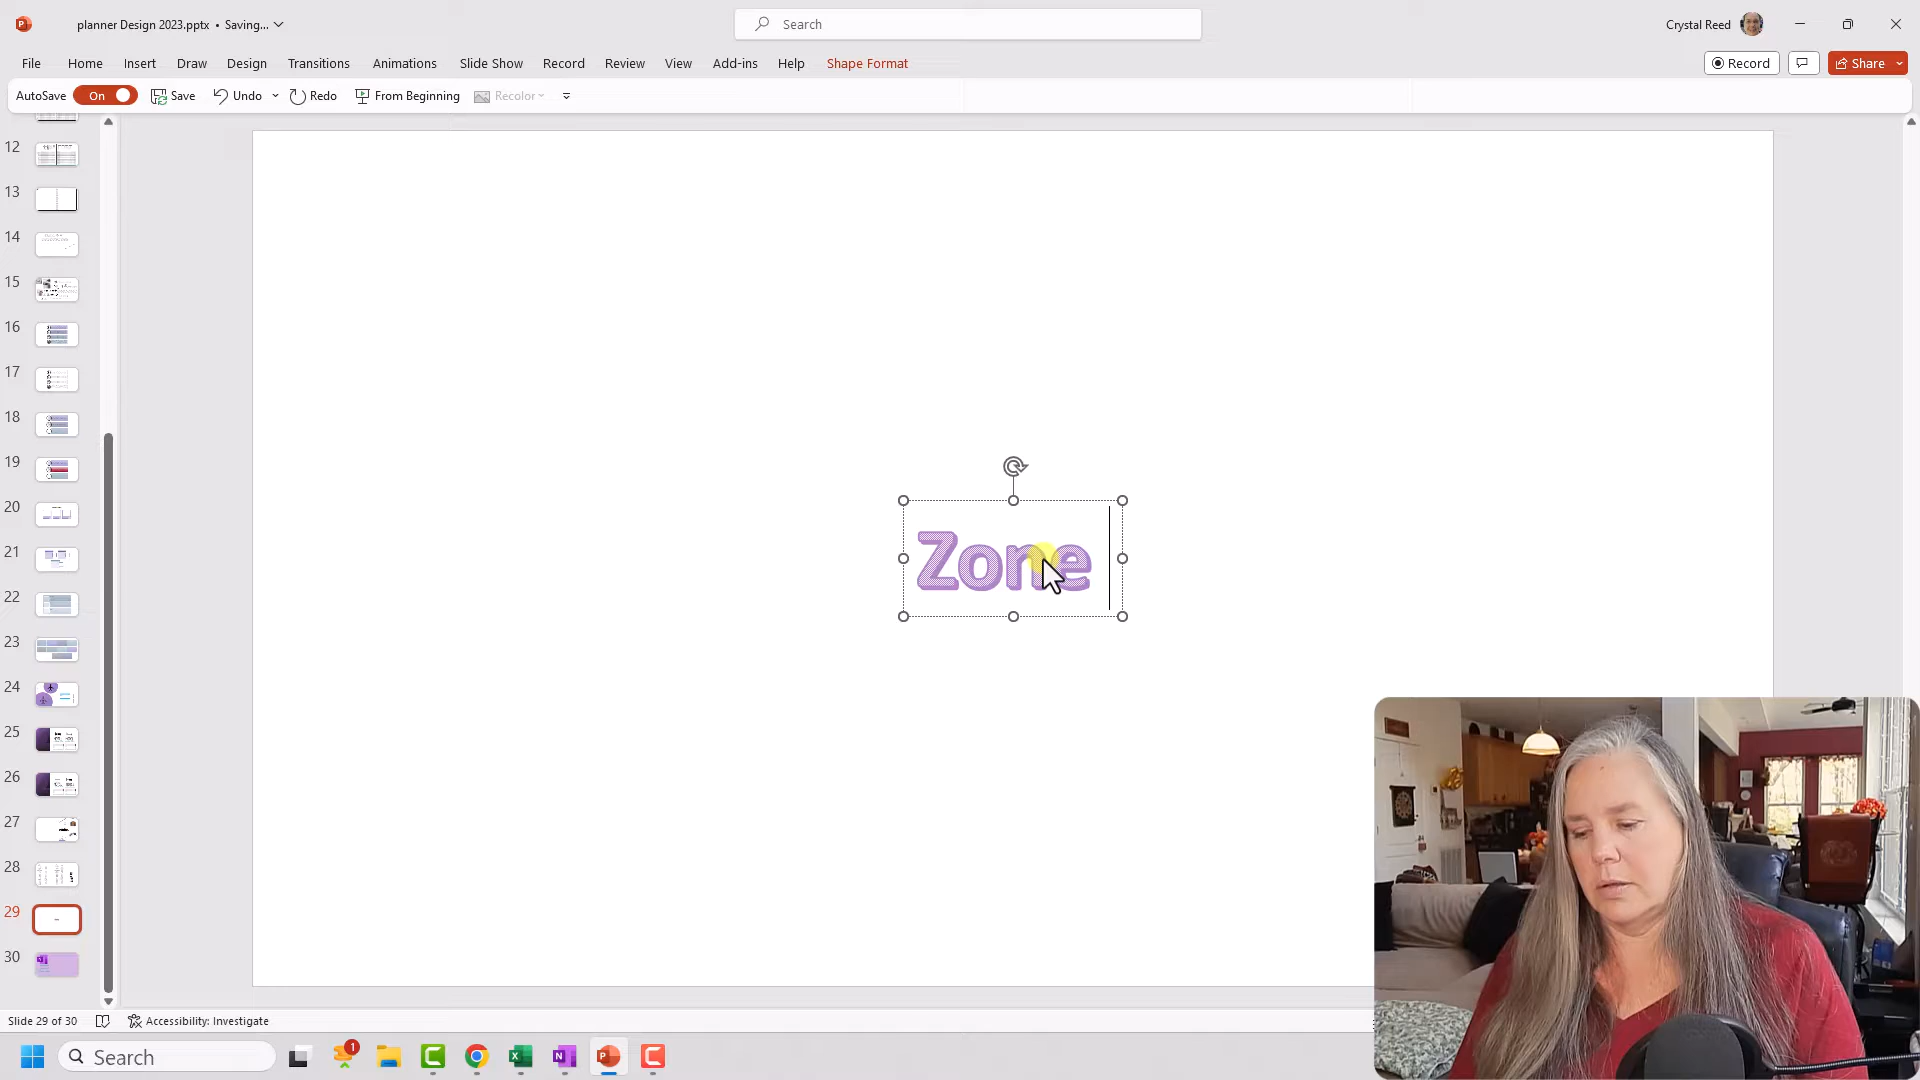 planner Design 2023.pptx • Saving...
Search
Crystal Reed
File Home Insert Draw Design Transitions Animations Slide Show Record Review View Add-ins Help Shape Format
Record
Share
AutoSave On Save Undo Redo From Beginning Recolor
12
13
14
15
16
17
18
19
20
21
22
23
24
25
26
27
28
29
30
Zone
Slide 29 of 30 Accessibility: Investigate
Search
1